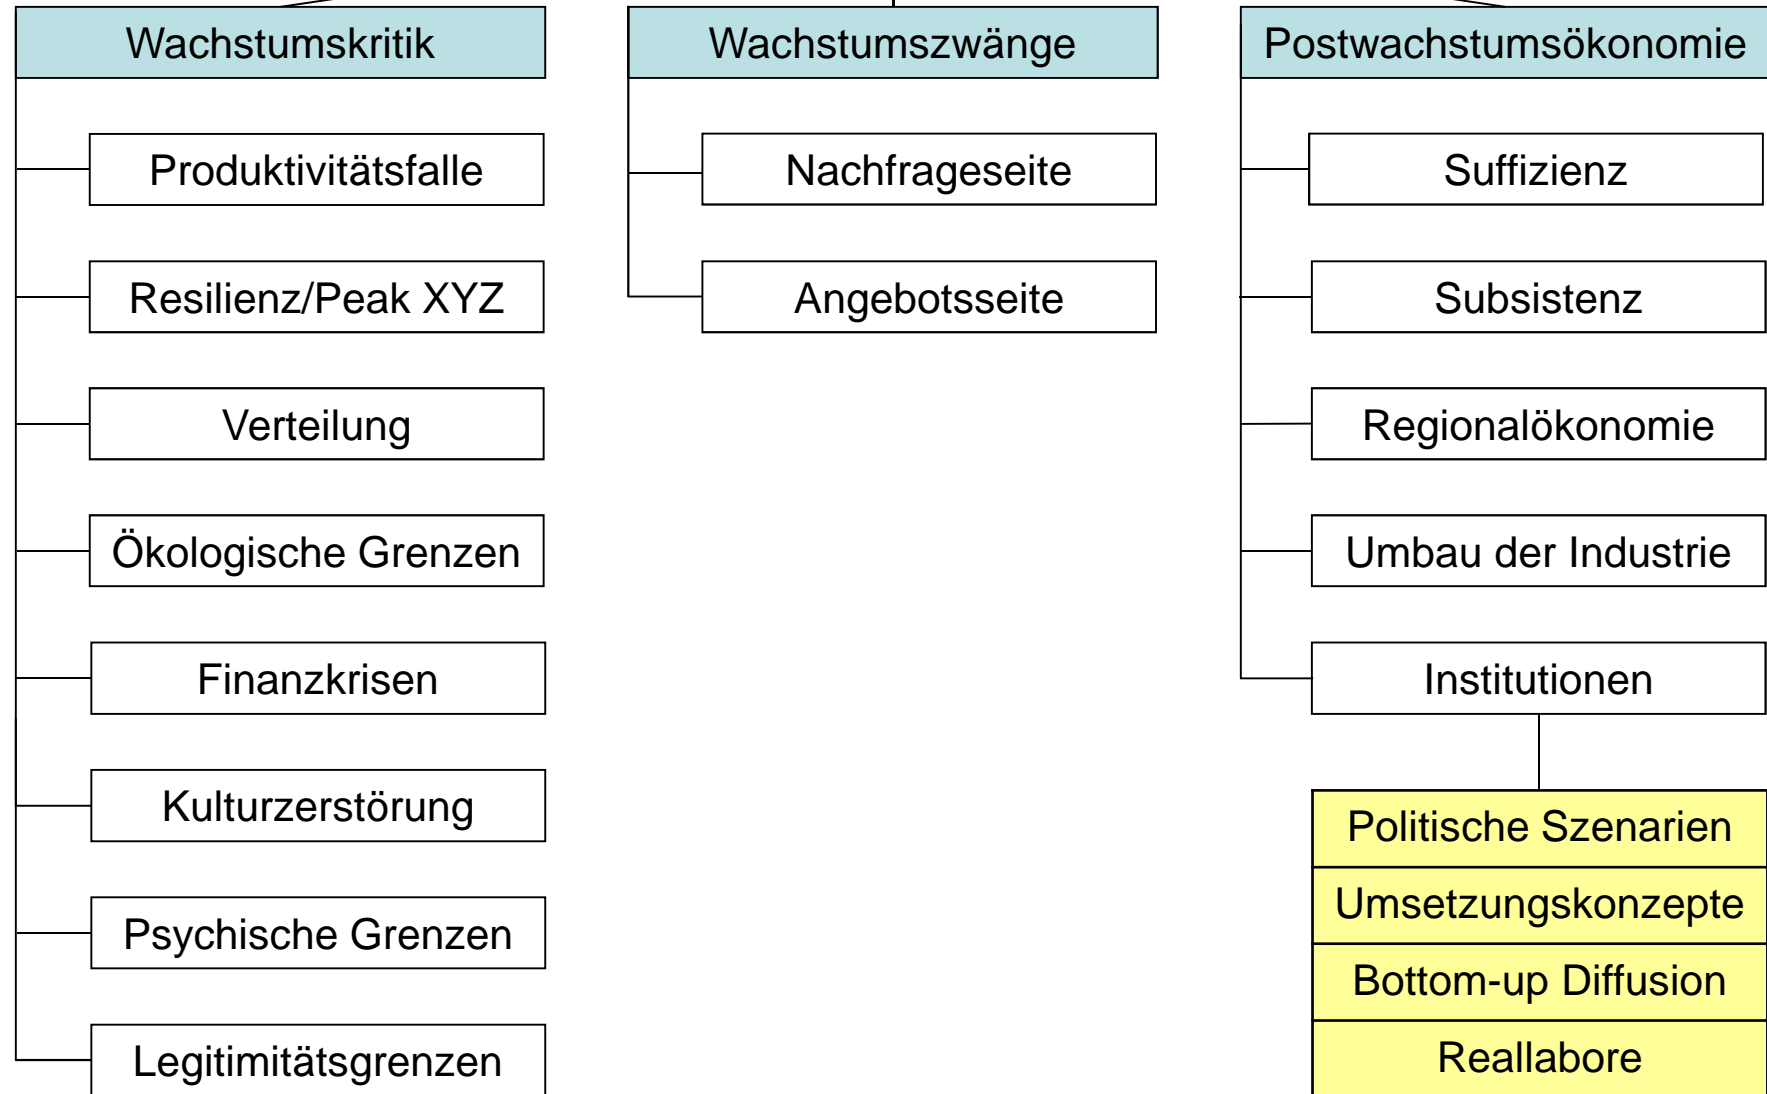 Wachstumskritik
Produktivitätsfalle
Resilienz/Peak XYZ
Verteilung
Ökologische Grenzen
Finanzkrisen
Kulturzerstörung
Psychische Grenzen
Legitimitätsgrenzen
Wachstumszwänge
Nachfrageseite
Angebotsseite
Postwachstumsökonomie
Suffizienz
Subsistenz
Regionalökonomie
Umbau der Industrie
Institutionen
Politische Szenarien
Umsetzungskonzepte
Bottom-up Diffusion
Reallabore